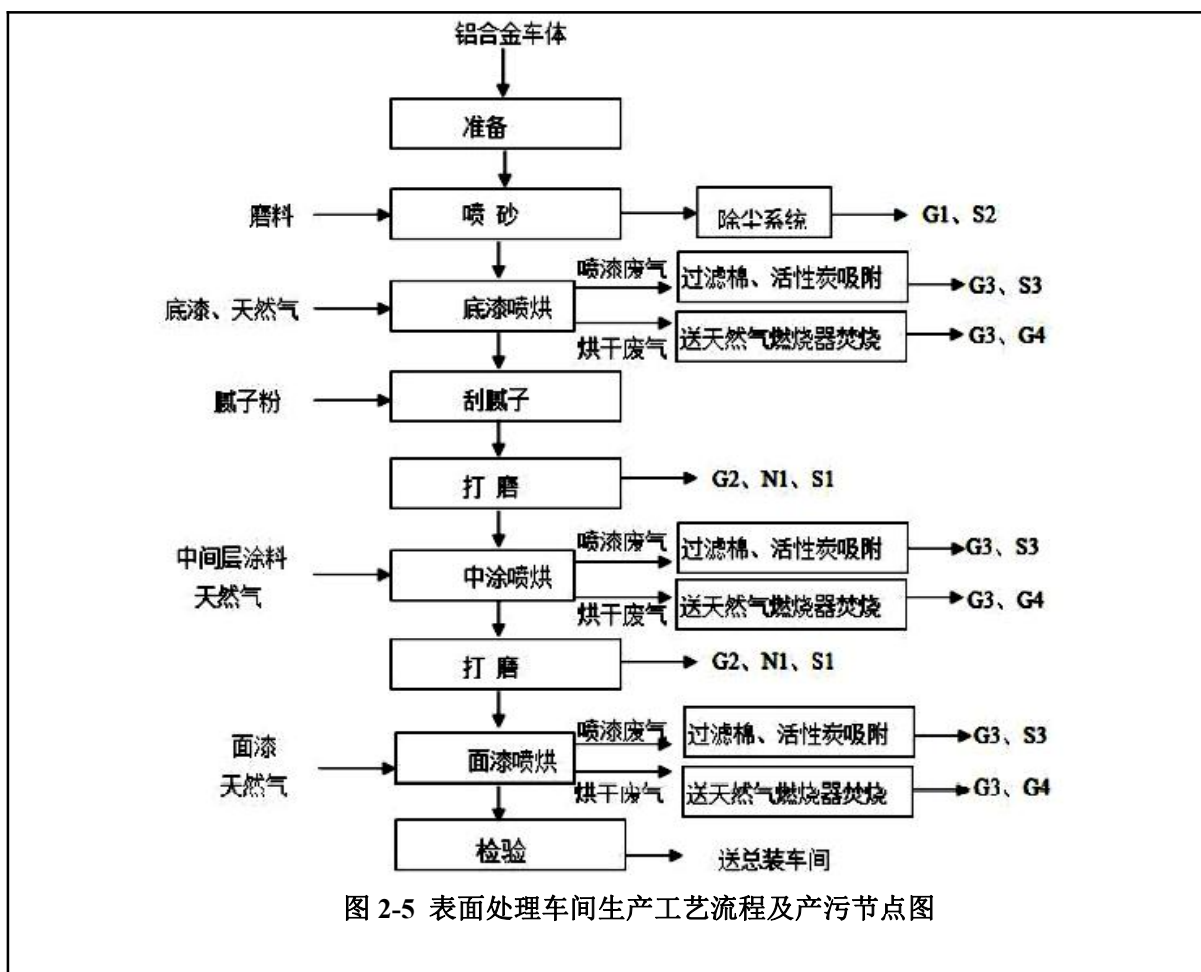 铝合金车体
准备
磨料
喷 砂
除尘系统
G1、S2
底漆、天然气
底漆喷烘
喷漆废气
过滤棉、活性炭吸附
G3、S3
烘干废气
送天然气燃烧器焚烧
G3、G4
腻子粉
刮腻子
打 磨
G2、N1、S1
中间层涂料
天然气
中涂喷烘
喷漆废气
过滤棉、活性炭吸附
G3、S3
烘干废气
送天然气燃烧器焚烧
G3、G4
打 磨
G2、N1、S1
面漆
天然气
面漆喷烘
喷漆废气
过滤棉、活性炭吸附
G3、S3
烘干废气
送天然气燃烧器焚烧
G3、G4
检验
送总装车间
图 2-5 表面处理车间生产工艺流程及产污节点图